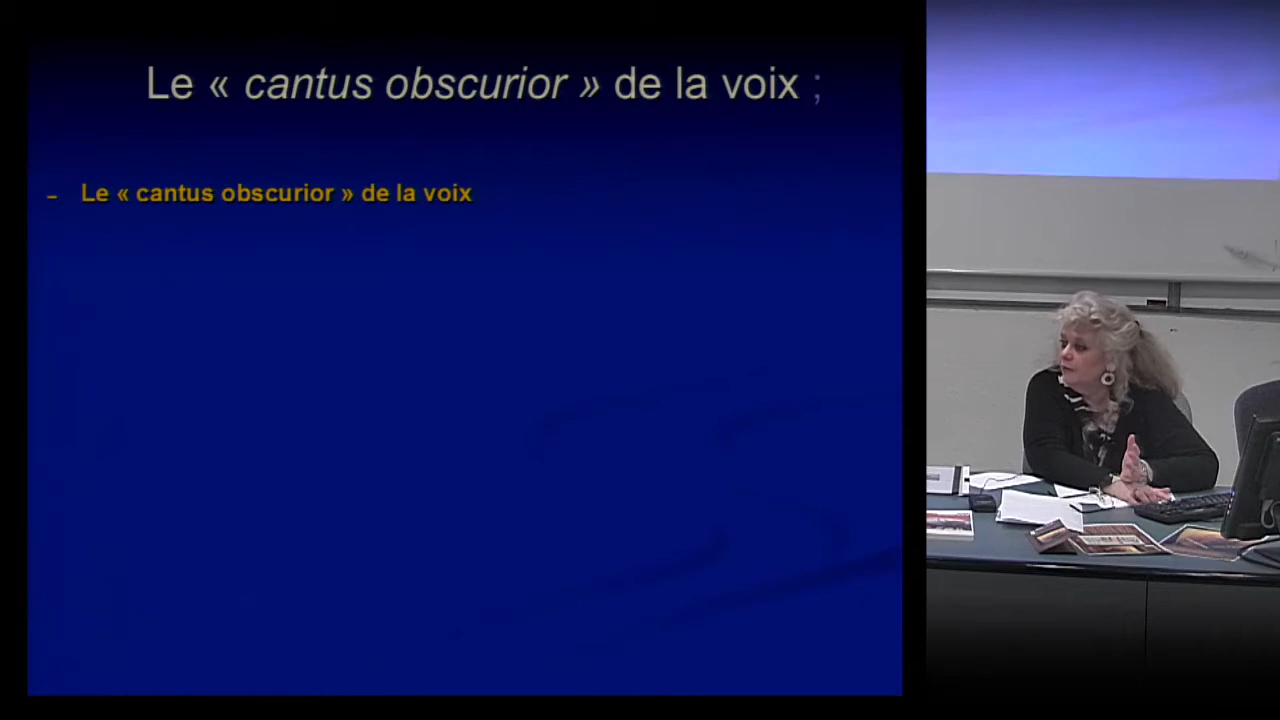 Le « cantus obscurior » de la voix ;
– Le « cantus obscurior » de la voix